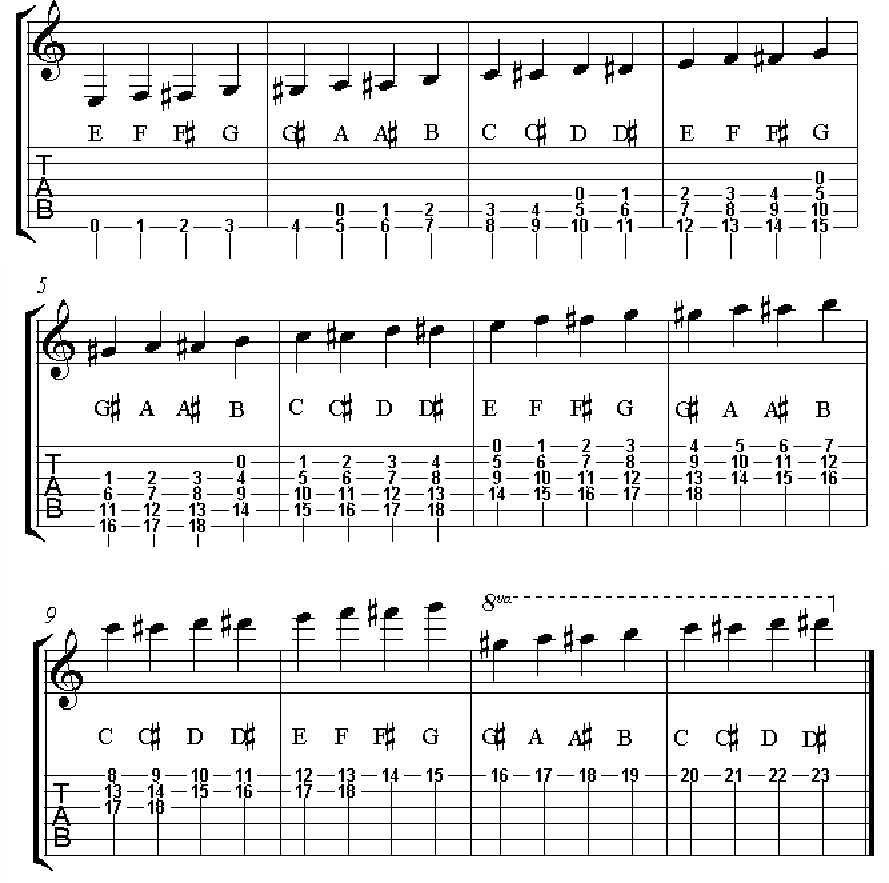 E F F♯ G G♯ A A♯ B C C♯ D D♯ E F F♯ G
T
0
A 0 1 2 3 4 5
B 0 1 2 3 4 5 6 7 8 9 10
0 1 2 3 4 5 6 7 8 9 10 11 12 13 14 15
5
G♯ A A♯ B C C♯ D D♯ E F F♯ G G♯ A A♯ B
0 1 2 3 4 5 6 7
T 0 1 2 3 4 5 6 7 8 9 10 11 12
1 2 3 4 5 6 7 8 9 10 11 12 13 14 15 16
A 6 7 8 9 10 11 12 13 14 15 16 17 18
B 11 12 13 14 15 16 17 18
16 17 18
9
8va
C C♯ D D♯ E F F♯ G G♯ A A♯ B C C♯ D D♯
8 9 10 11 12 13 14 15 16 17 18 19 20 21 22 23
T 13 14 15 16 17 18
A 17 18
B